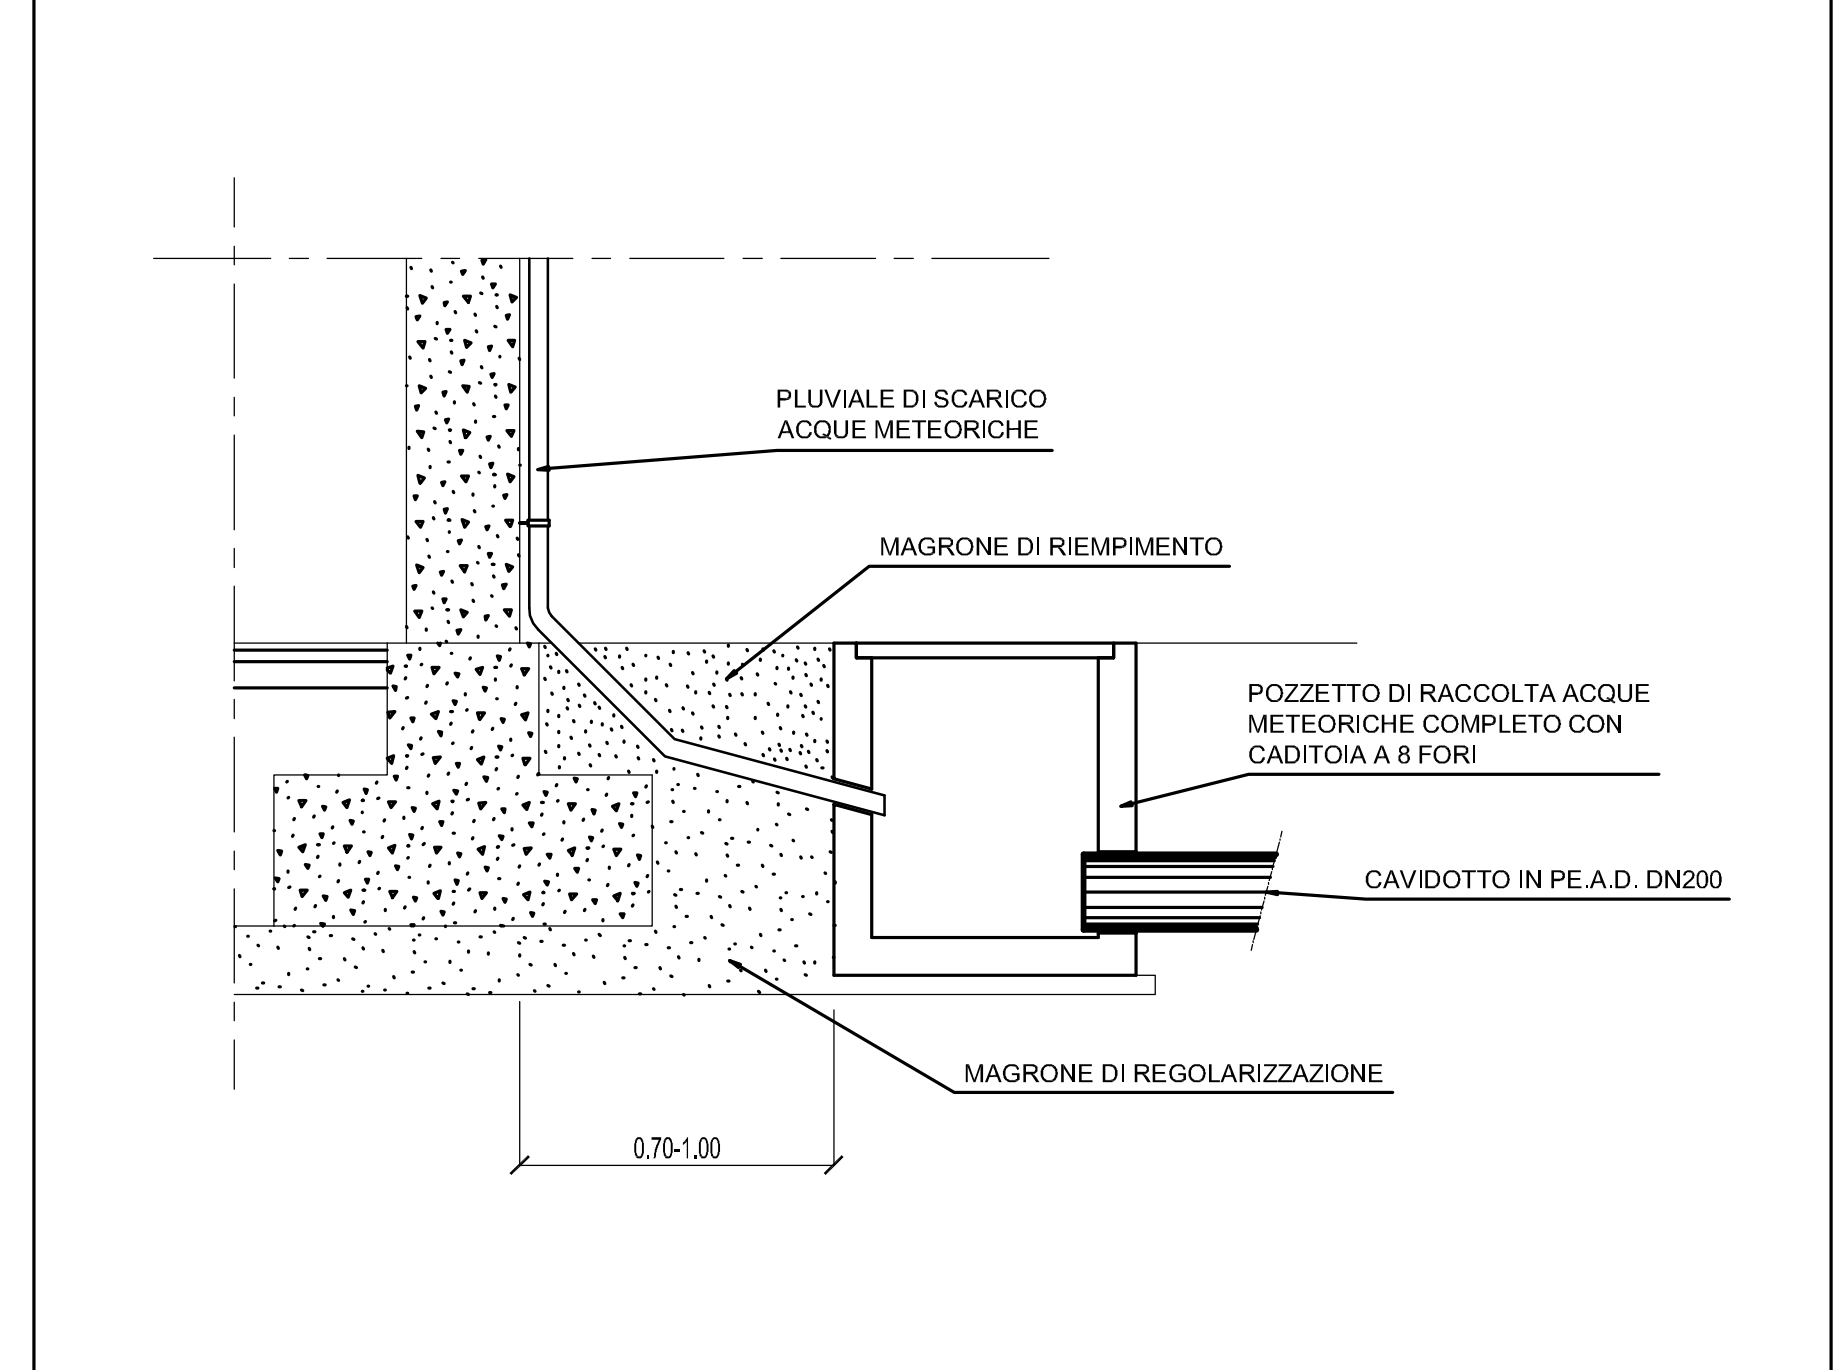 PLUVIALE DI SCARICO
ACQUE METEORICHE
MAGRONE DI RIEMPIMENTO
POZZETTO DI RACCOLTA ACQUE
METEORICHE COMPLETO CON
CADITOIA A 8 FORI
CAVIDOTTO IN PE.A.D. DN200
MAGRONE DI REGOLARIZZAZIONE
0.70-1.00